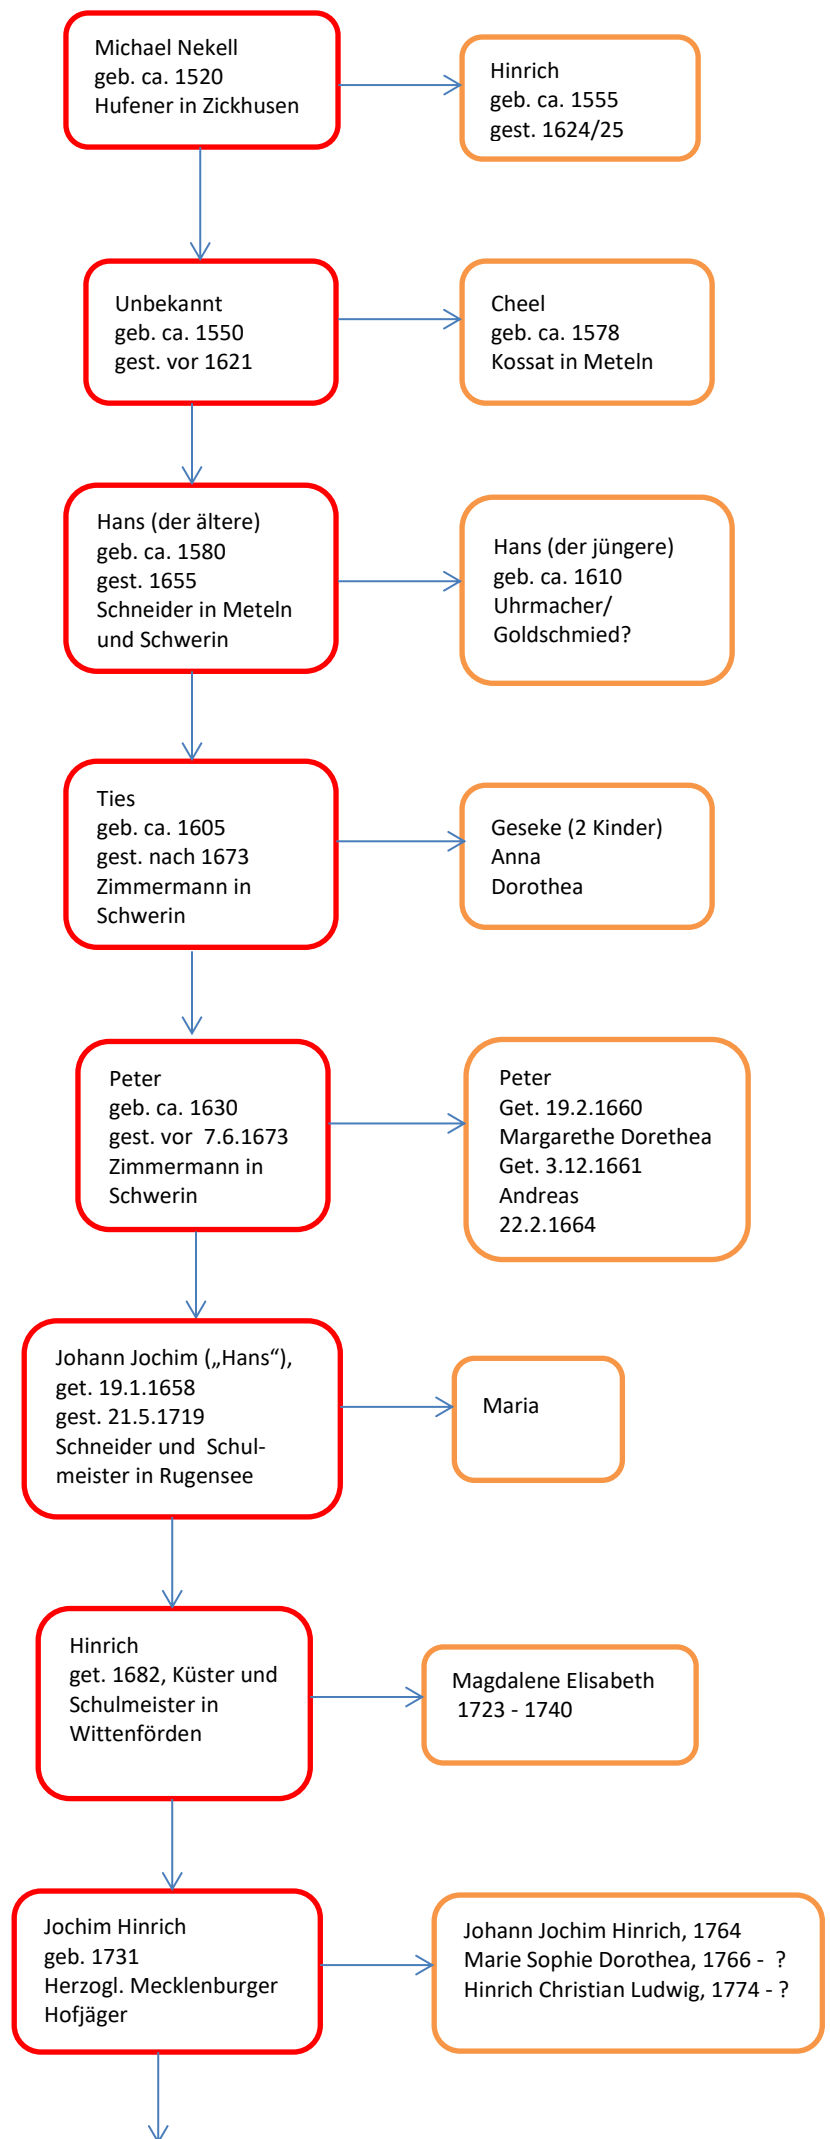 Michael Nekell
geb. ca. 1520
Hufener in Zickhusen
Hinrich
geb. ca. 1555
gest. 1624/25
Unbekannt
geb. ca. 1550
gest. vor 1621
Cheel
geb. ca. 1578
Kossat in Meteln
Hans (der ältere)
geb. ca. 1580
gest. 1655
Schneider in Meteln
und Schwerin
Hans (der jüngere)
geb. ca. 1610
Uhrmacher/
Goldschmied?
Ties
geb. ca. 1605
gest. nach 1673
Zimmermann in
Schwerin
Geseke (2 Kinder)
Anna
Dorothea
Peter
geb. ca. 1630
gest. vor  7.6.1673
Zimmermann in
Schwerin
Peter
Get. 19.2.1660
Margarethe Dorethea
Get. 3.12.1661
Andreas
22.2.1664
Johann Jochim („Hans“),
get. 19.1.1658
gest. 21.5.1719
Schneider und  Schul-
meister in Rugensee
Maria
Hinrich
get. 1682, Küster und
Schulmeister in
Wittenförden
Magdalene Elisabeth
1723 - 1740
Jochim Hinrich
geb. 1731
Herzogl. Mecklenburger
Hofjäger
Johann Jochim Hinrich, 1764
Marie Sophie Dorothea, 1766 -  ?
Hinrich Christian Ludwig, 1774 - ?